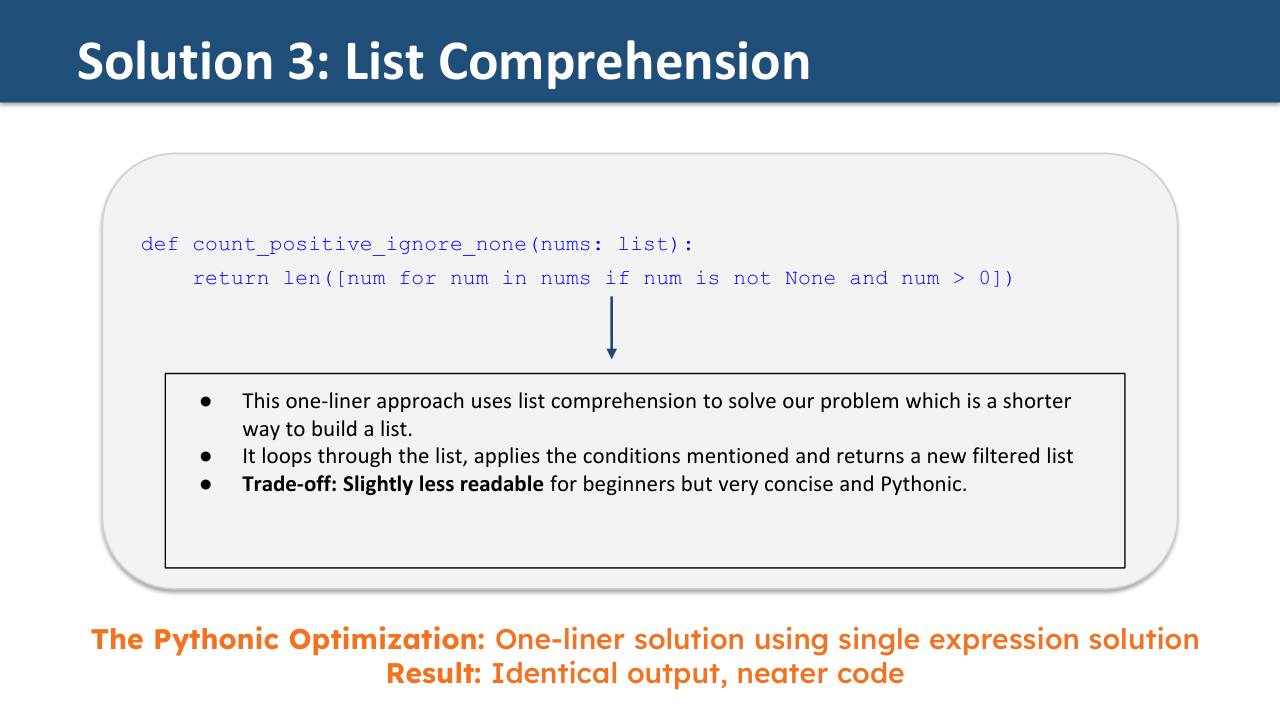 Solution 3: List Comprehension
def count_positive_ignore_none(nums: list):
    return len([num for num in nums if num is not None and num > 0])
● This one-liner approach uses list comprehension to solve our problem which is a shorter
way to build a list.
● It loops through the list, applies the conditions mentioned and returns a new filtered list
● Trade-off: Slightly less readable for beginners but very concise and Pythonic.
The Pythonic Optimization: One-liner solution using single expression solution
Result: Identical output, neater code